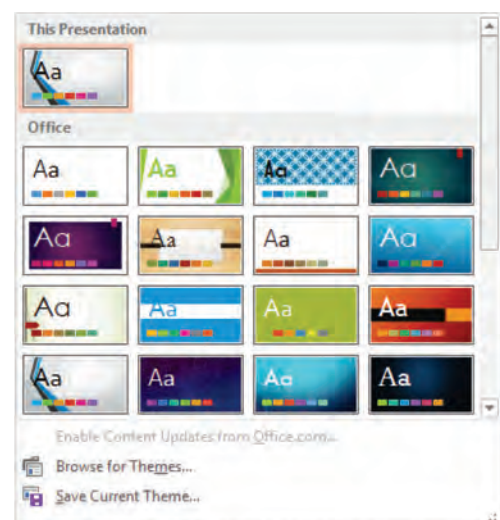 This Presentation
Aa
Office
Aa Aa Aa Aa
Aa Aa Aa Aa
Aa Aa Aa Aa
Aa Aa Aa Aa
Enable Content Updates from Office.com...
Browse for Themes...
Save Current Theme...